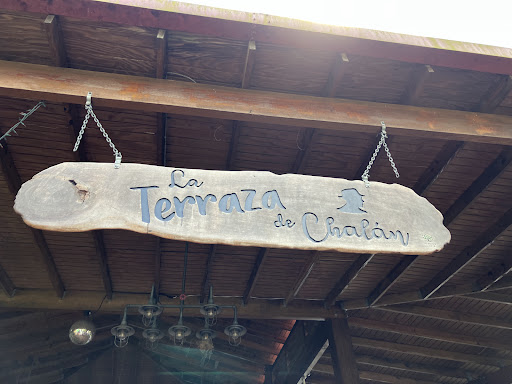 La
Terraza
de Chalán